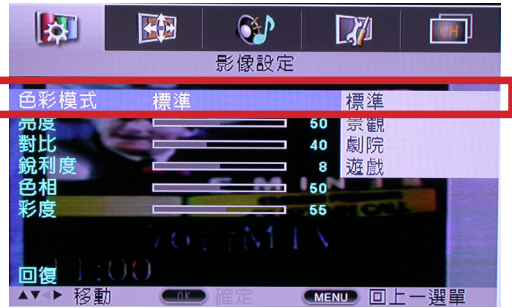 CH
影像設定
色彩模式 標準 標準
亮度 50 景觀
對比 40 劇院
銳利度 8 遊戲
色相 50
彩度 55
回復
▲▼◀▶ 移動 OK 確定 MENU 回上一選單